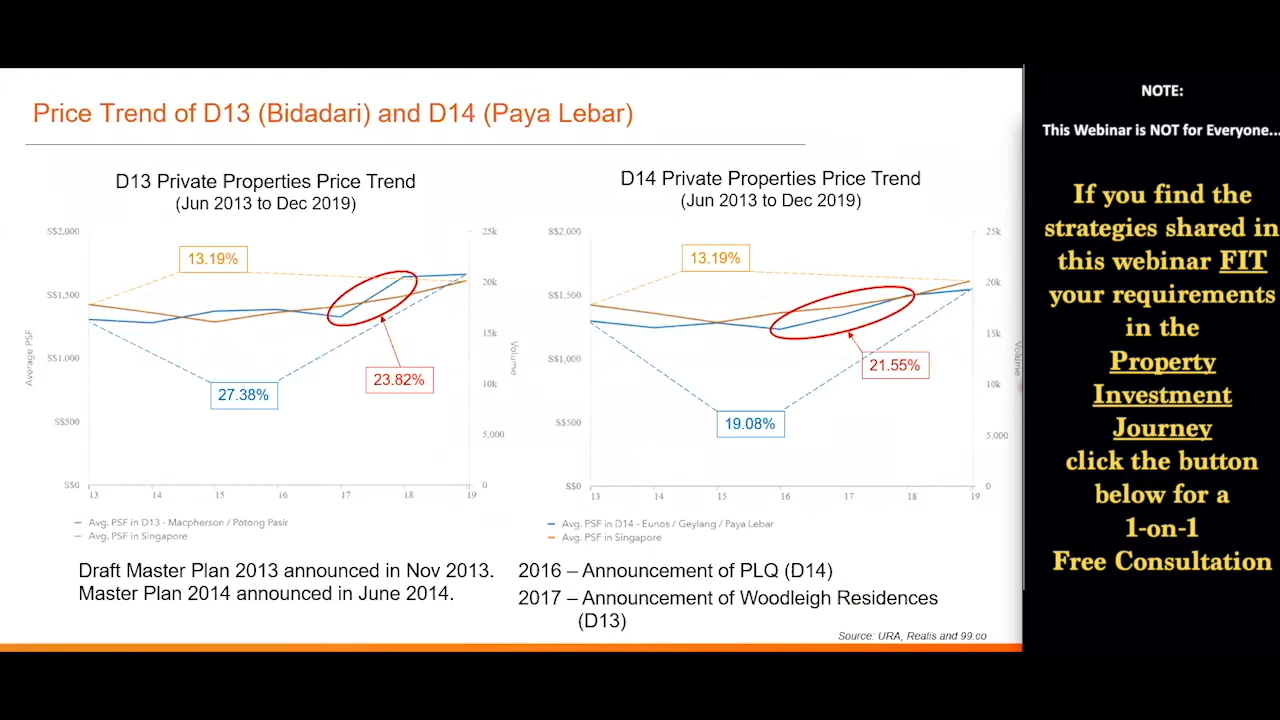 Price Trend of D13 (Bidadari) and D14 (Paya Lebar)
D13 Private Properties Price Trend
(Jun 2013 to Dec 2019)
S$2,000
S$1,500
S$1,000
S$500
S$0
Average PSF
25k
20k
15k
10k
5,000
0
Volume
13.19%
27.38%
23.82%
13
14
15
16
17
18
19
Avg. PSF in D13 - Macpherson / Potong Pasir
Avg. PSF in Singapore
D14 Private Properties Price Trend
(Jun 2013 to Dec 2019)
S$2,000
S$1,500
S$1,000
S$500
S$0
25k
20k
15k
10k
5,000
0
Volume
13.19%
21.55%
19.08%
13
14
15
16
17
18
19
Avg. PSF in D14 - Eunos / Geylang / Paya Lebar
Avg. PSF in Singapore
Draft Master Plan 2013 announced in Nov 2013.
Master Plan 2014 announced in June 2014.
2016 – Announcement of PLQ (D14)
2017 – Announcement of Woodleigh Residences
(D13)
Source: URA, Realis and 99.co
NOTE:
This Webinar is NOT for Everyone...
If you find the
strategies shared in
this webinar FIT
your requirements
in the
Property
Investment
Journey
click the button
below for a
1-on-1
Free Consultation